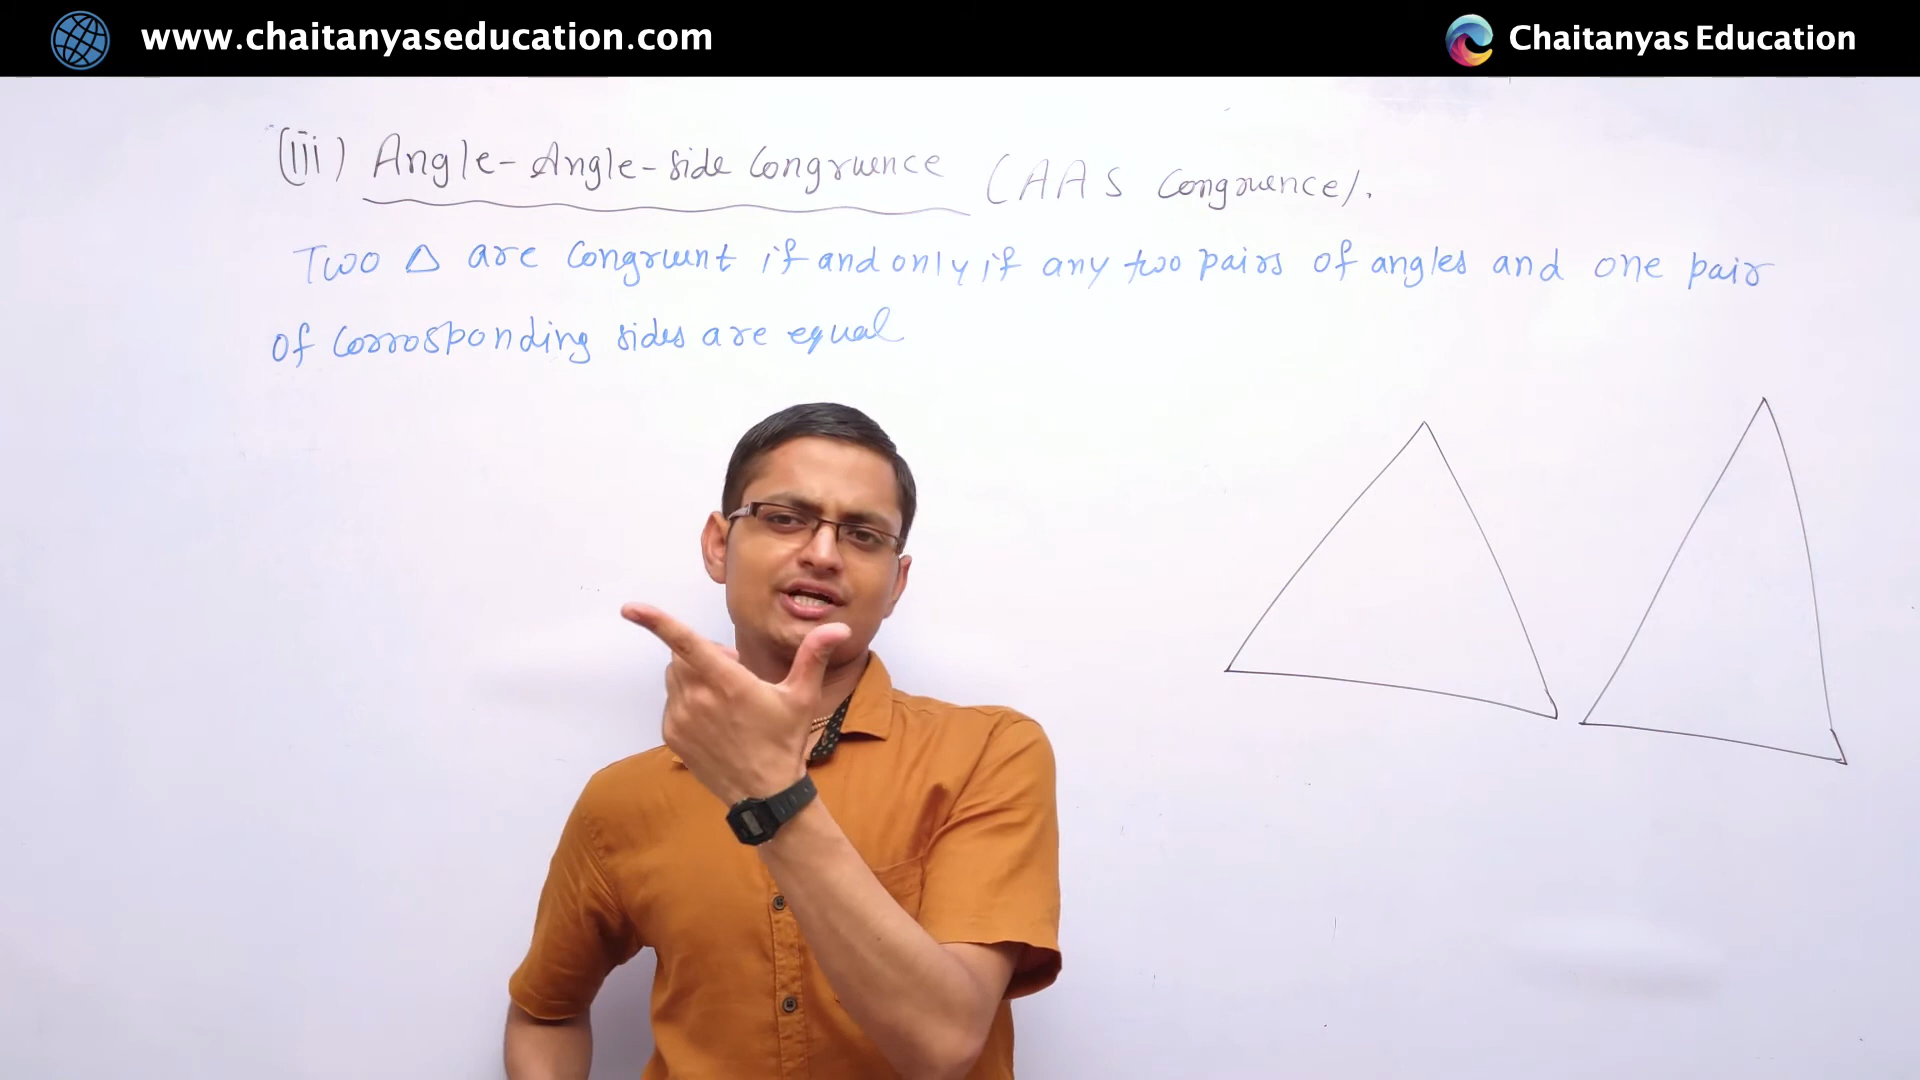 www.chaitanyaseducation.com
Chaitanyas Education
(iii) Angle-Angle-side Congruence (AAS Congruence).
Two Δ are Congruent if and only if any two pairs of angles and one pair
of Corrosponding sides are equal